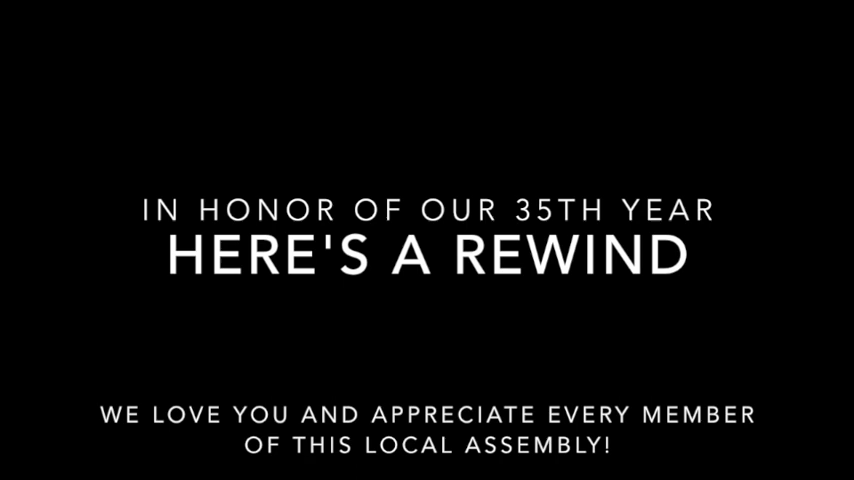 IN HONOR OF OUR 35TH YEAR
HERE'S A REWIND
WE LOVE YOU AND APPRECIATE EVERY MEMBER
OF THIS LOCAL ASSEMBLY!